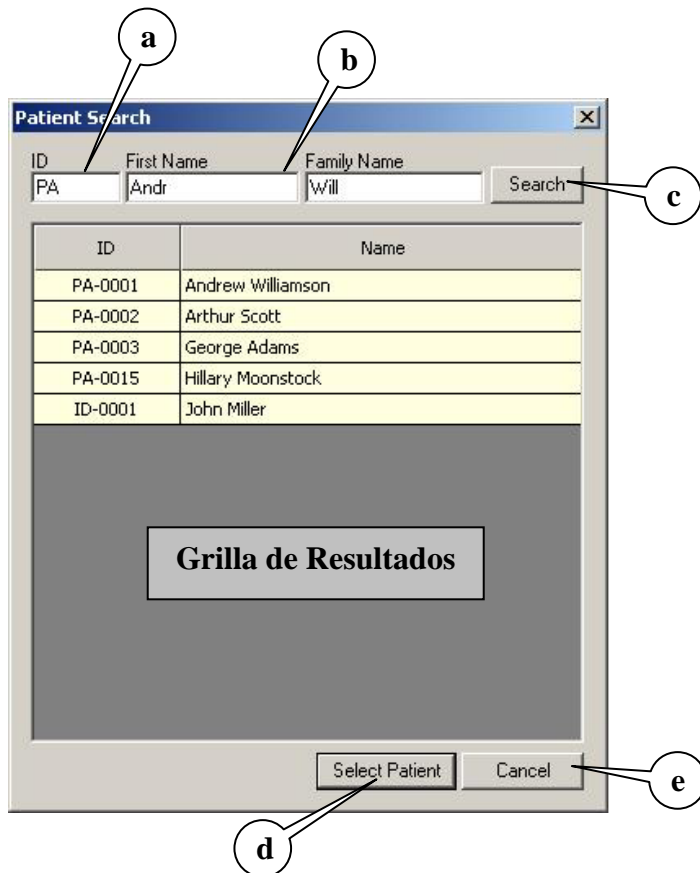 a
b
Patient Search
ID First Name Family Name
PA Andr Will Search
c
ID Name
PA-0001 Andrew Williamson
PA-0002 Arthur Scott
PA-0003 George Adams
PA-0015 Hillary Moonstock
ID-0001 John Miller
Grilla de Resultados
Select Patient Cancel
e
d